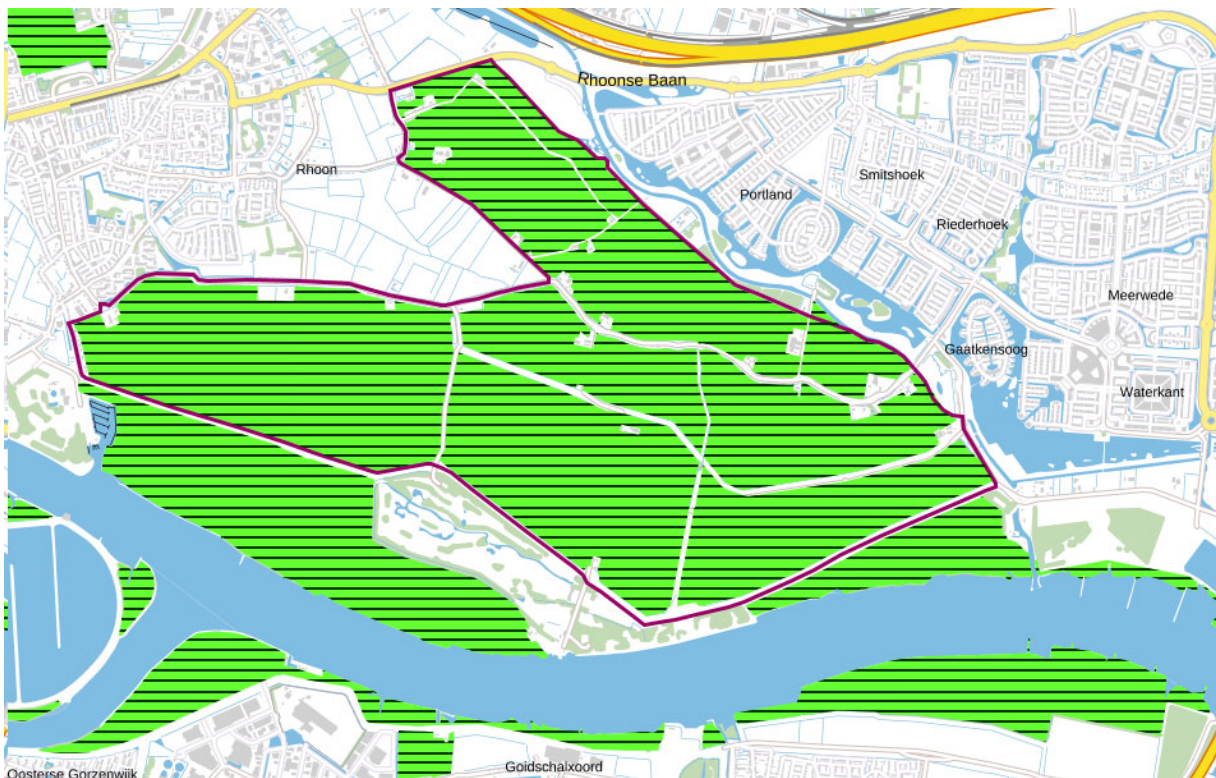 Rhoonse Baan
Rhoon
Smitshoek
Portland
Riederhoek
Meerwede
Gaatkensoog
Waterkant
Goidschalxoord
Oosterse Gorzenwijk